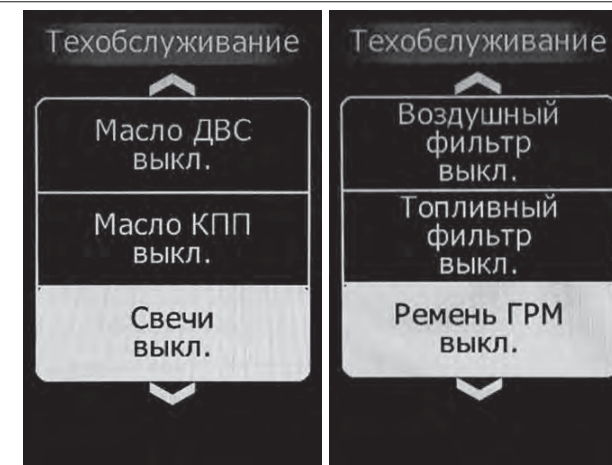 Техобслуживание
Масло ДВС
выкл.
Масло КПП
выкл.
Свечи
выкл.
Техобслуживание
Воздушный
фильтр
выкл.
Топливный
фильтр
выкл.
Ремень ГРМ
выкл.